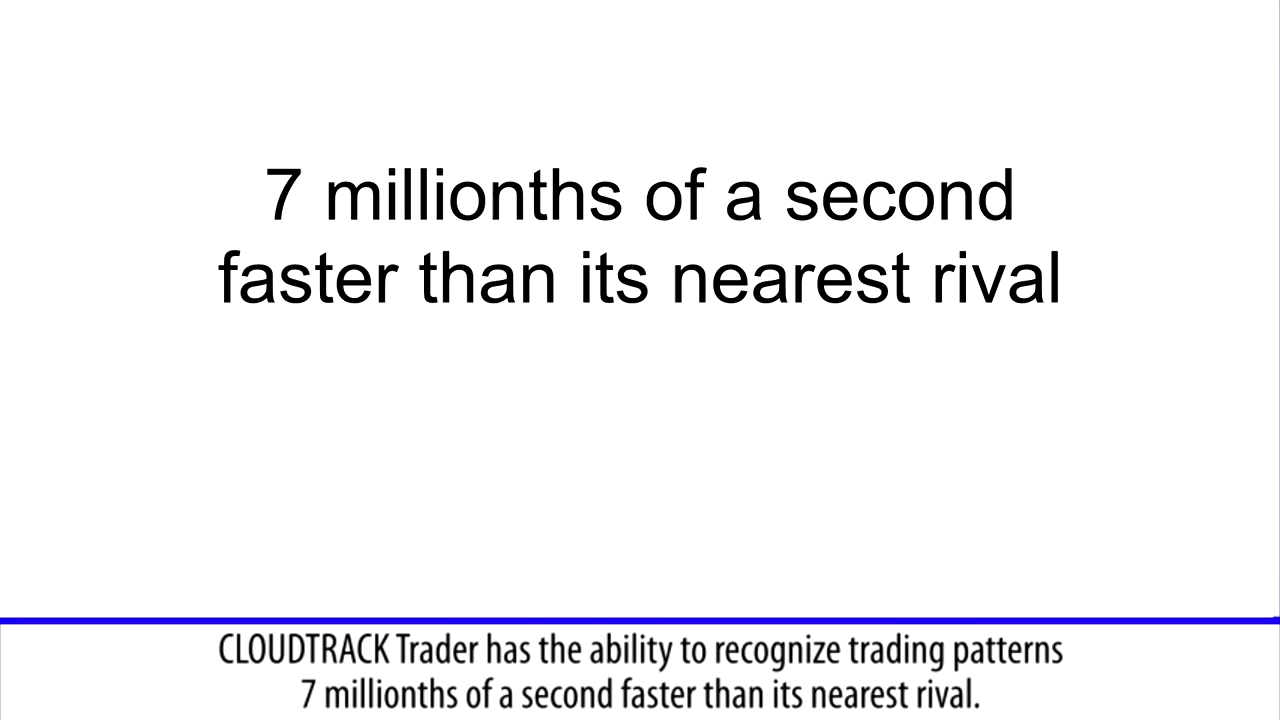 7 millionths of a second
faster than its nearest rival
CLOUDTRACK Trader has the ability to recognize trading patterns
7 millionths of a second faster than its nearest rival.